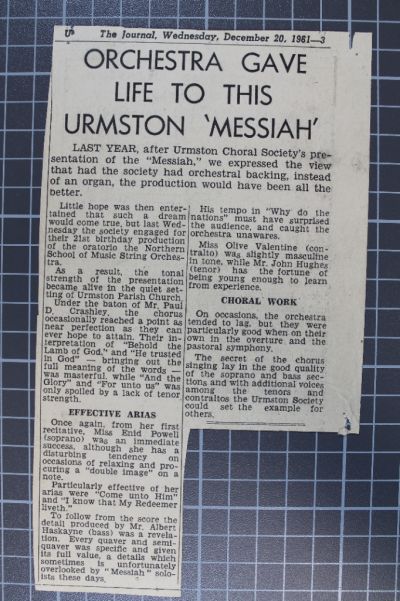 U
The Journal, Wednesday, December 20, 1961—3
ORCHESTRA GAVE
LIFE TO THIS
URMSTON 'MESSIAH'
LAST YEAR, after Urmston Choral Society's pre-
sentation of the "Messiah," we expressed the view
that had the society had orchestral backing, instead
of an organ, the production would have been all the
better.
Little hope was then enter-
tained that such a dream
would come true, but last Wed-
nesday the society engaged for
their 21st birthday production
of the oratorio the Northern
School of Music String Orches-
tra.
As a result, the tonal
strength of the presentation
became alive in the quiet set-
ting of Urmston Parish Church.
Under the baton of Mr. Paul
D. Crashley, the chorus
occasionally reached a point as
near perfection as they can
ever hope to attain. Their in-
terpretation of "Behold the
Lamb of God," and "He trusted
in God" — bringing out the
full meaning of the words —
was masterful, while "And the
Glory" and "For unto us" was
only spoiled by a lack of tenor
strength.
EFFECTIVE ARIAS
Once again, from her first
recitative, Miss Enid Powell
(soprano) was an immediate
success, although she has a
disturbing tendency on
occasions of relaxing and pro-
curing a "double image" on a
note.
Particularly effective of her
arias were "Come unto Him"
and "I know that My Redeemer
liveth."
To follow from the score the
detail produced by Mr. Albert
Haskayne (bass) was a revela-
tion. Every quaver and semi-
quaver was specific and given
its full value, a details which
sometimes is unfortunately
overlooked by "Messiah" solo-
ists these days.
His tempo in "Why do the
nations" must have surprised
the audience, and caught the
orchestra unawares.
Miss Olive Valentine (con-
tralto) was slightly masculine
in tone, while Mr. John Hughes
(tenor) has the fortune of
being young enough to learn
from experience.
CHORAL WORK
On occasions, the orchestra
tended to lag, but they were
particularly good when on their
own in the overture and the
pastoral symphony.
The secret of the chorus
singing lay in the good quality
of the soprano and bass sec-
tions and with additional voices
among the tenors and
contraltos the Urmston Society
could set the example for
others.